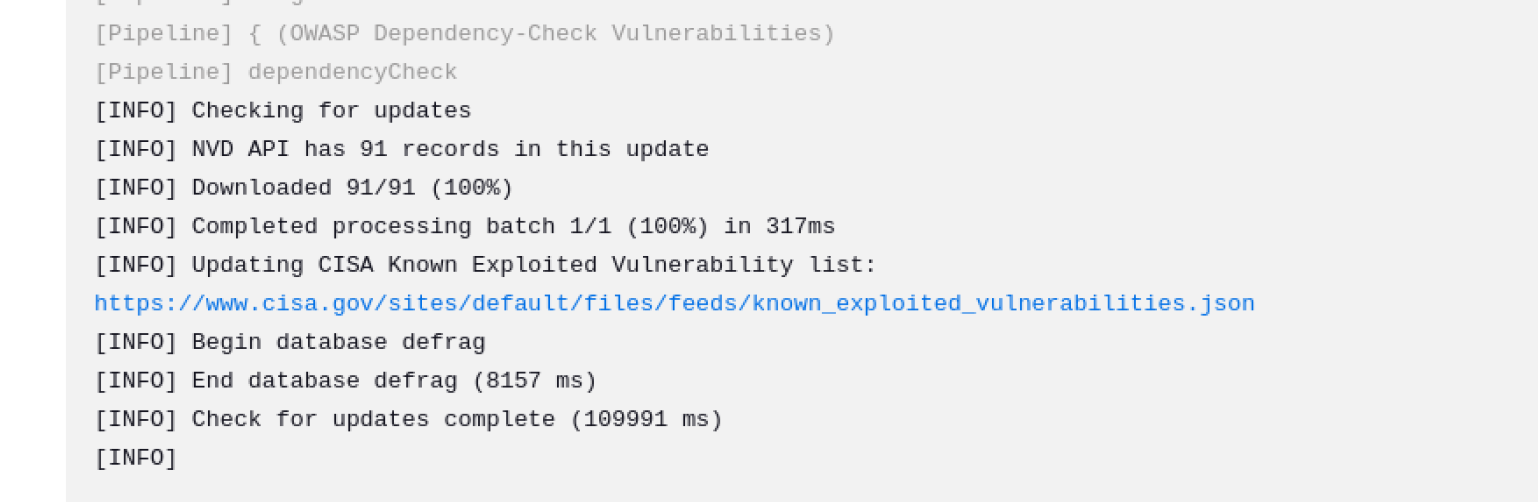 [Pipeline] { (OWASP Dependency-Check Vulnerabilities)
[Pipeline] dependencyCheck
[INFO] Checking for updates
[INFO] NVD API has 91 records in this update
[INFO] Downloaded 91/91 (100%)
[INFO] Completed processing batch 1/1 (100%) in 317ms
[INFO] Updating CISA Known Exploited Vulnerability list:
https://www.cisa.gov/sites/default/files/feeds/known_exploited_vulnerabilities.json
[INFO] Begin database defrag
[INFO] End database defrag (8157 ms)
[INFO] Check for updates complete (109991 ms)
[INFO]